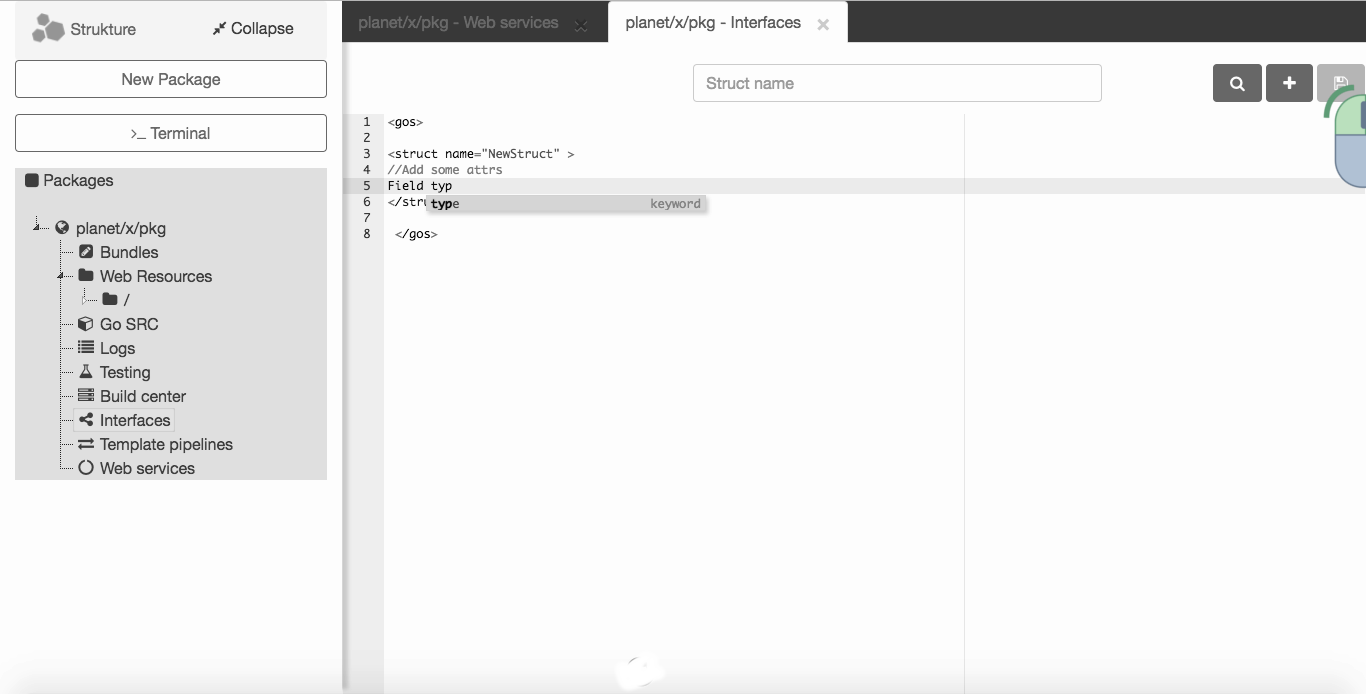 Strukture
Collapse
New Package
>_ Terminal
Packages
planet/x/pkg
Bundles
Web Resources
/
Go SRC
Logs
Testing
Build center
Interfaces
Template pipelines
Web services
planet/x/pkg - Web services
planet/x/pkg - Interfaces
Struct name
1 <gos>
2
3 <struct name="NewStruct" >
4 //Add some attrs
5 Field typ
6 </stru
type keyword
7
8 </gos>